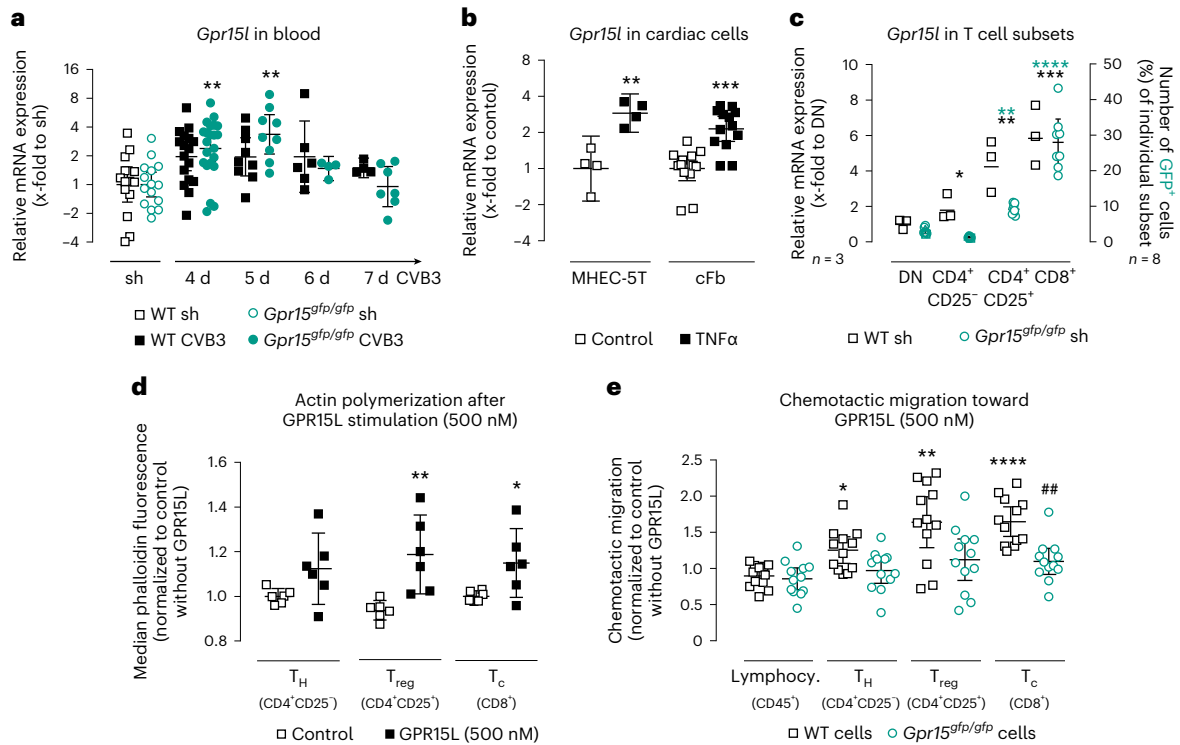 a
Gpr15l in blood
Relative mRNA expression
(x-fold to sh)
16
8
4
2
1
−2
−4
** **
sh 4 d 5 d 6 d 7 d CVB3
WT sh Gpr15gfp/gfp sh
WT CVB3 Gpr15gfp/gfp CVB3
b
Gpr15l in cardiac cells
Relative mRNA expression
(x-fold to control)
4
2
1
−2
−4
** ***
MHEC-5T cFb
Control TNFα
c
Gpr15l in T cell subsets
Relative mRNA expression
(x-fold to DN)
10
8
6
4
2
0
n = 3
*
**
**
****
***
50
40
30
20
10
0
n = 8
Number of GFP+ cells
(%) of individual subset
DN CD4+ CD4+ CD8+
CD25− CD25+
WT sh Gpr15gfp/gfp sh
d
Actin polymerization after
GPR15L stimulation (500 nM)
Median phalloidin fluorescence
(normalized to control
without GPR15L)
1.6
1.4
1.2
1.0
0.8
** *
TH Treg Tc
(CD4+CD25−) (CD4+CD25+) (CD8+)
Control GPR15L (500 nM)
e
Chemotactic migration toward
GPR15L (500 nM)
Chemotactic migration
(normalized to control
without GPR15L)
2.5
2.0
1.5
1.0
0.5
0
* ** **** ##
Lymphocy. TH Treg Tc
(CD45+) (CD4+CD25−) (CD4+CD25+) (CD8+)
WT cells Gpr15gfp/gfp cells